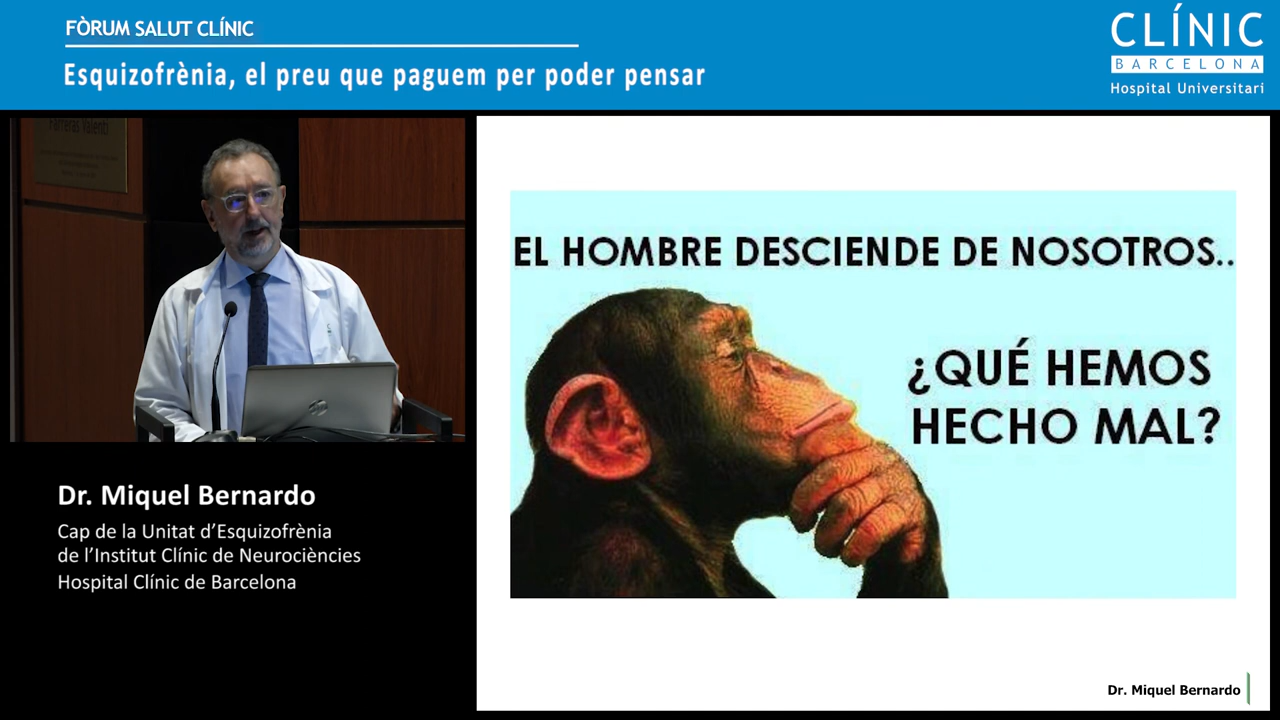 FÒRUM SALUT CLÍNIC
Esquizofrènia, el preu que paguem per poder pensar
CLÍNIC
BARCELONA
Hospital Universitari
Farreras Valentí
EL HOMBRE DESCIENDE DE NOSOTROS..
¿QUÉ HEMOS
HECHO MAL?
Dr. Miquel Bernardo
Cap de la Unitat d’Esquizofrènia
de l’Institut Clínic de Neurociències
Hospital Clínic de Barcelona
Dr. Miquel Bernardo